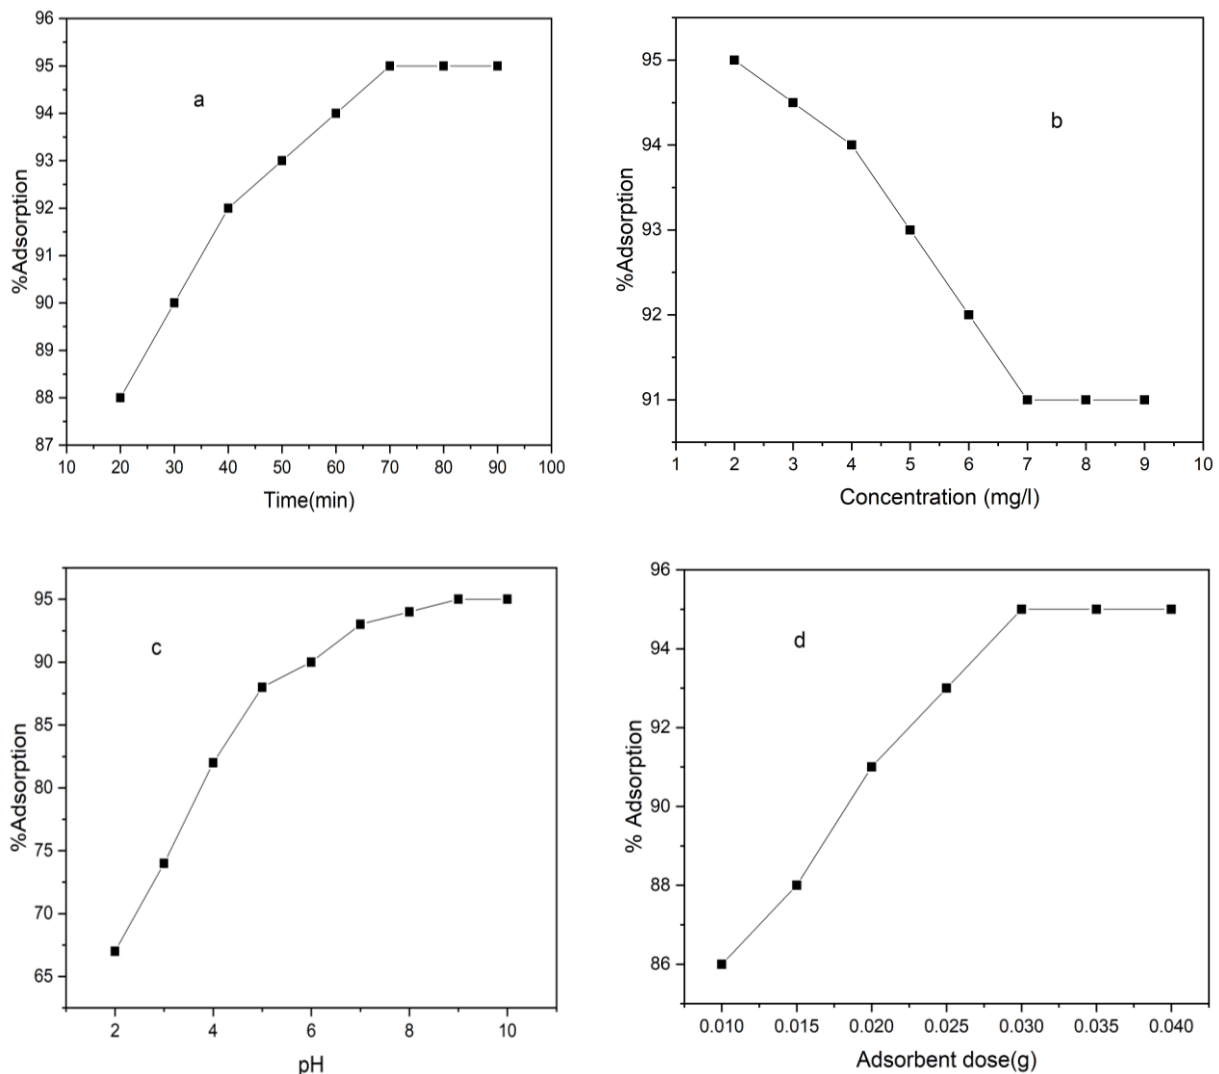 96
95
94
93
92
91
90
89
88
87
%Adsorption
a
10 20 30 40 50 60 70 80 90 100
Time(min)
95
94
93
92
91
%Adsorption
b
1 2 3 4 5 6 7 8 9 10
Concentration (mg/l)
95
90
85
80
75
70
65
%Adsorption
c
2 4 6 8 10
pH
96
94
92
90
88
86
% Adsorption
d
0.010 0.015 0.020 0.025 0.030 0.035 0.040
Adsorbent dose(g)